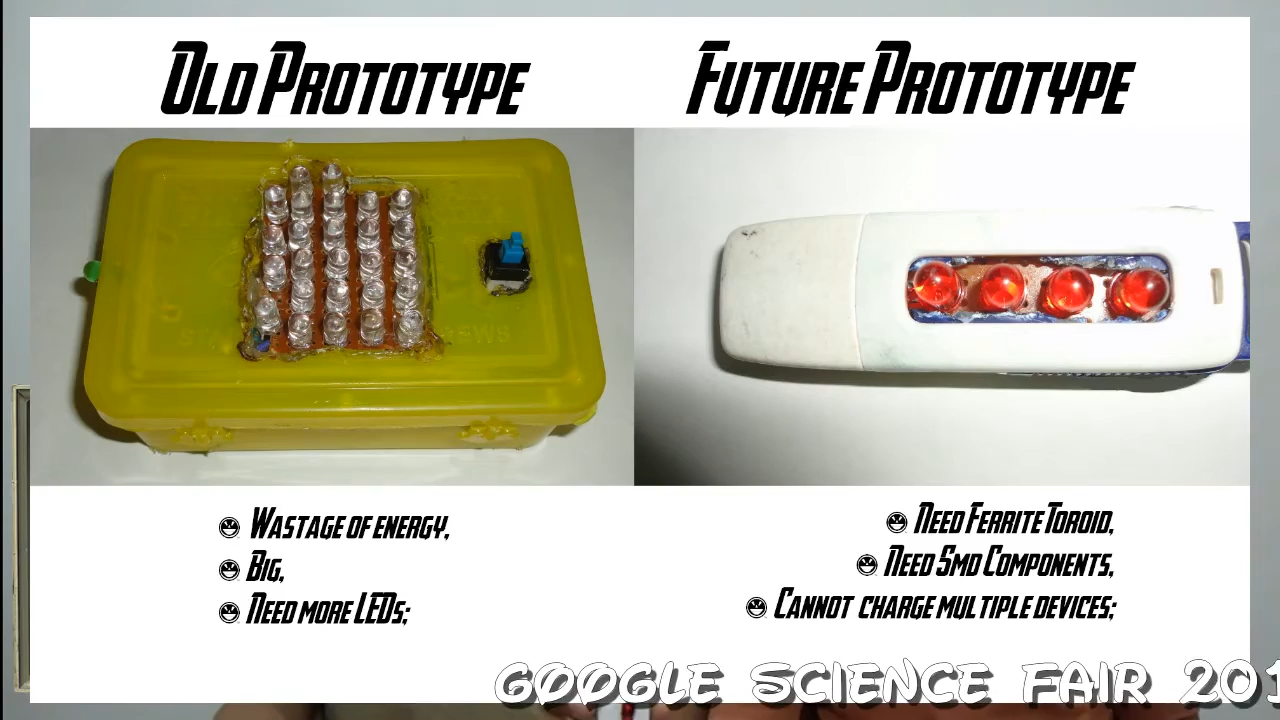 Old Prototype
Future Prototype
Wastage of energy,
Big,
Need more LEDs;
Need Ferrite Toroid,
Need Smd Components,
Cannot charge multiple devices;
GOOGLE SCIENCE FAIR 201